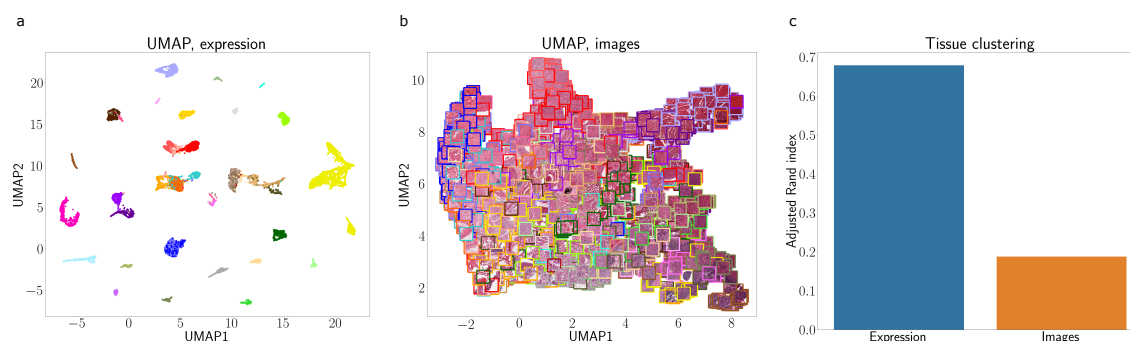 a
UMAP, expression
20
15
10
5
0
−5
UMAP2
−5
0
5
10
15
20
UMAP1
b
UMAP, images
10
8
6
4
2
UMAP2
−2
0
2
4
6
8
UMAP1
c
Tissue clustering
0.7
0.6
0.5
0.4
0.3
0.2
0.1
0.0
Adjusted Rand index
Expression
Images